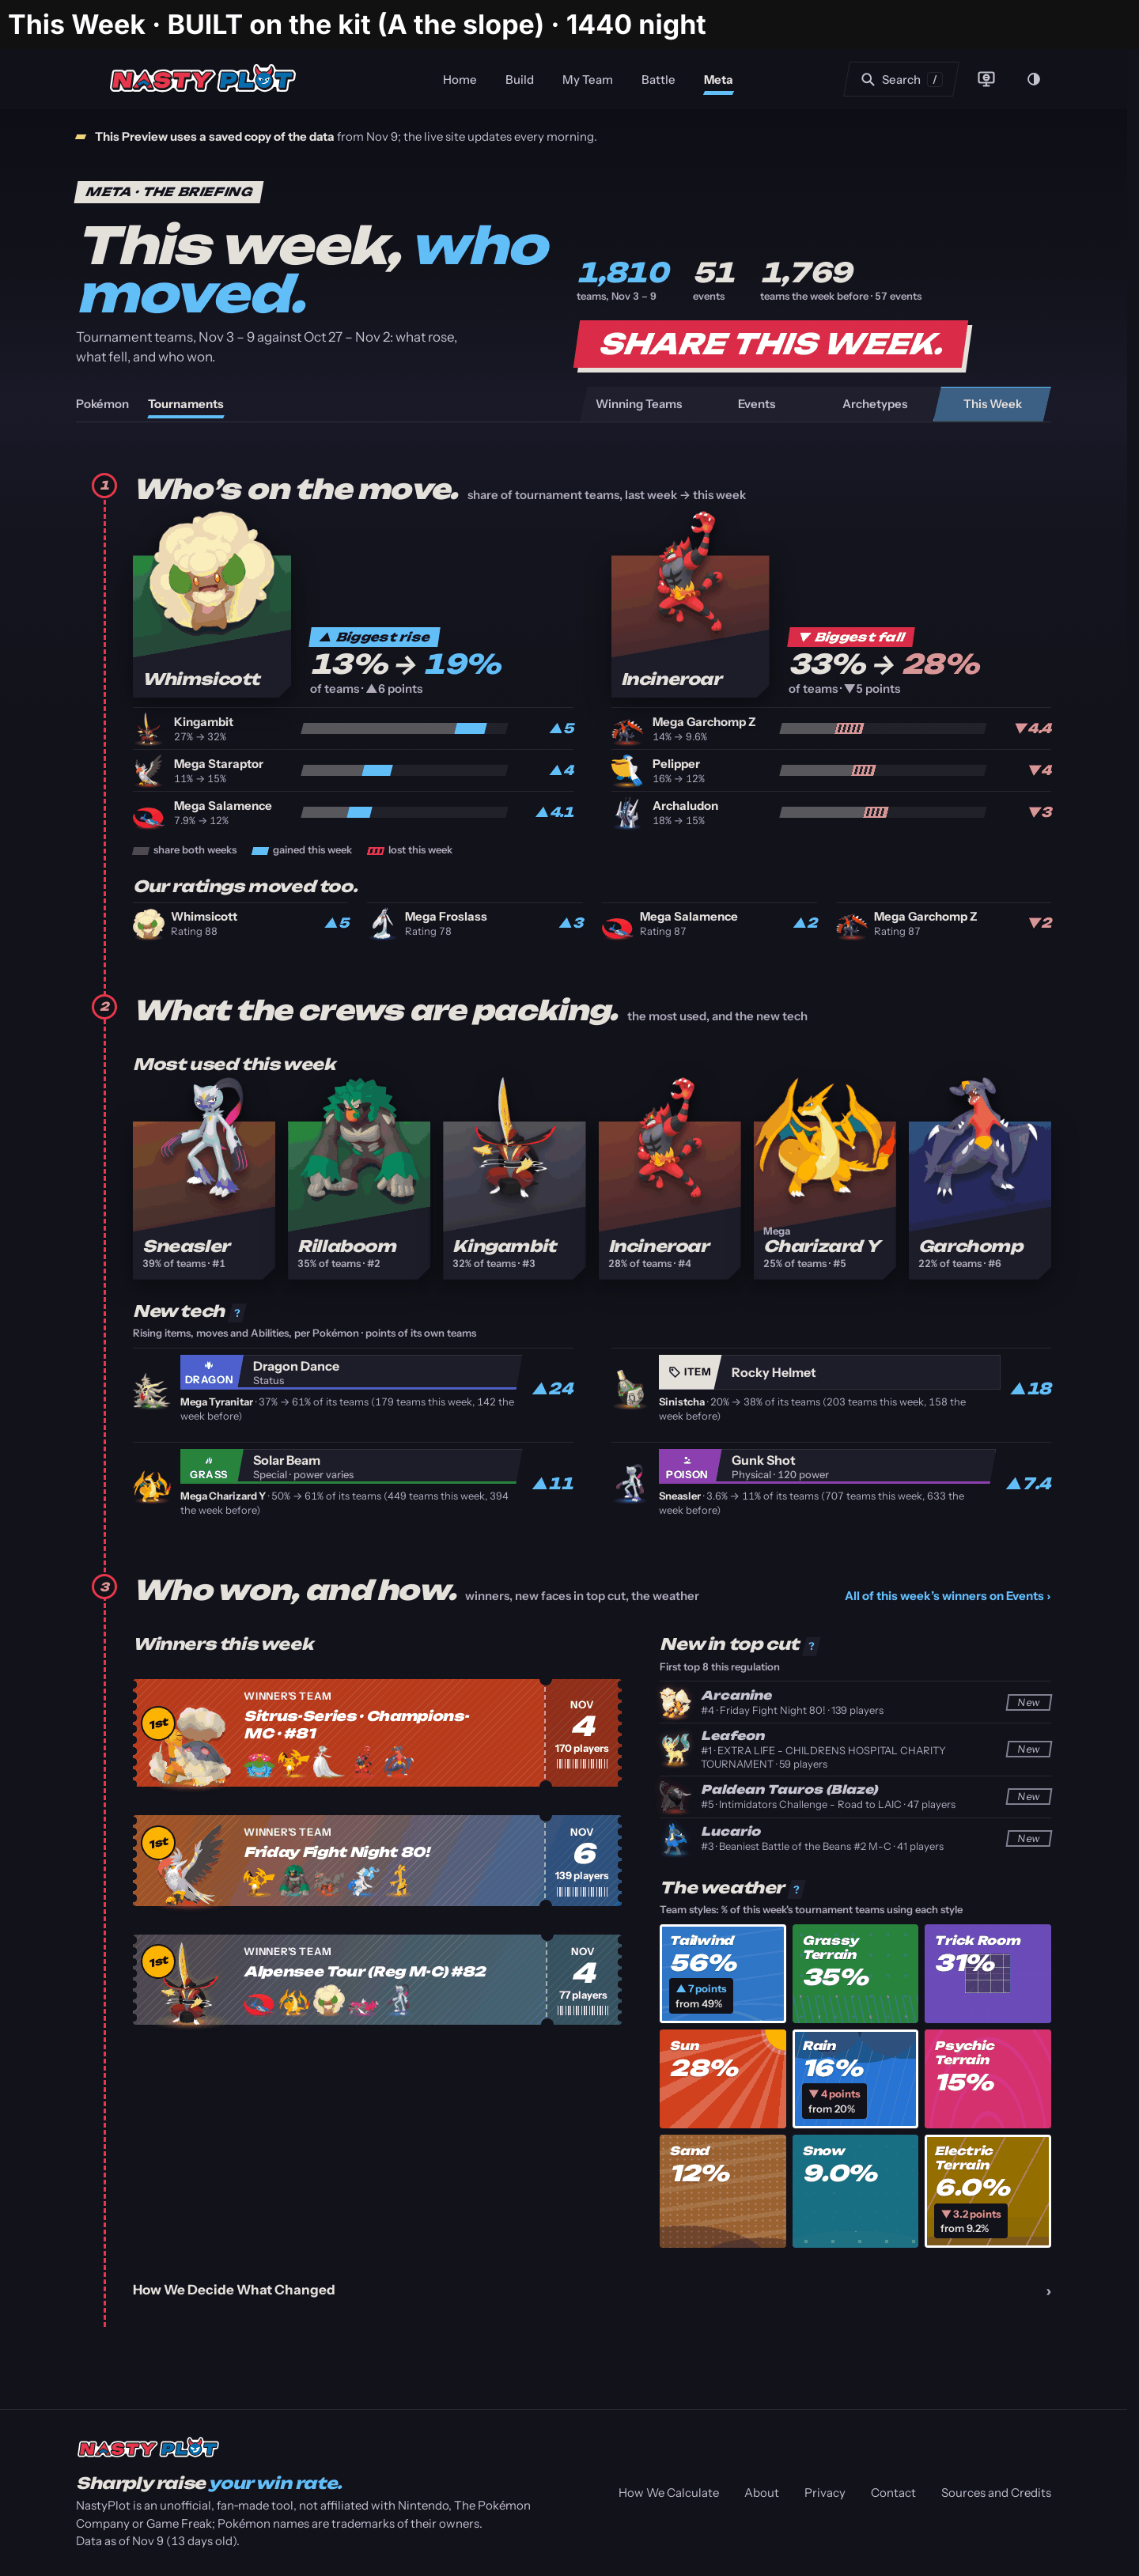 This Week · BUILT on the kit (A the slope) · 1440 night
NASTY PLOT
Home
Build
My Team
Battle
Meta
Search /
This Preview uses a saved copy of the data from Nov 9; the live site updates every morning.
META · THE BRIEFING
This week, who
moved.
Tournament teams, Nov 3 – 9 against Oct 27 – Nov 2: what rose,
what fell, and who won.
1,810
teams, Nov 3 – 9
51
events
1,769
teams the week before · 57 events
SHARE THIS WEEK.
Pokémon
Tournaments
Winning Teams
Events
Archetypes
This Week
1
Who's on the move. share of tournament teams, last week → this week
Whimsicott
▲ Biggest rise
13% → 19%
of teams · ▲6 points
Incineroar
▼ Biggest fall
33% → 28%
of teams · ▼5 points
Kingambit
27% → 32%
▲5
Mega Staraptor
11% → 15%
▲4
Mega Salamence
7.9% → 12%
▲4.1
Mega Garchomp Z
14% → 9.6%
▼4.4
Pelipper
16% → 12%
▼4
Archaludon
18% → 15%
▼3
share both weeks
gained this week
lost this week
Our ratings moved too.
Whimsicott
Rating 88
▲5
Mega Froslass
Rating 78
▲3
Mega Salamence
Rating 87
▲2
Mega Garchomp Z
Rating 87
▼2
2
What the crews are packing. the most used, and the new tech
Most used this week
Sneasler
39% of teams · #1
Rillaboom
35% of teams · #2
Kingambit
32% of teams · #3
Incineroar
28% of teams · #4
Mega
Charizard Y
25% of teams · #5
Garchomp
22% of teams · #6
New tech ?
Rising items, moves and Abilities, per Pokémon · points of its own teams
DRAGON
Dragon Dance
Status
Mega Tyranitar · 37% → 61% of its teams (179 teams this week, 142 the
week before)
▲24
ITEM
Rocky Helmet
Sinistcha · 20% → 38% of its teams (203 teams this week, 158 the
week before)
▲18
GRASS
Solar Beam
Special · power varies
Mega Charizard Y · 50% → 61% of its teams (449 teams this week, 394
the week before)
▲11
POISON
Gunk Shot
Physical · 120 power
Sneasler · 3.6% → 11% of its teams (707 teams this week, 633 the
week before)
▲7.4
3
Who won, and how. winners, new faces in top cut, the weather
All of this week's winners on Events ›
Winners this week
1st
WINNER'S TEAM
Sitrus-Series · Champions-
MC · #81
NOV
4
170 players
1st
WINNER'S TEAM
Friday Fight Night 80!
NOV
6
139 players
1st
WINNER'S TEAM
Alpensee Tour (Reg M-C) #82
NOV
4
77 players
New in top cut ?
First top 8 this regulation
Arcanine
#4 · Friday Fight Night 80! · 139 players
New
Leafeon
#1 · EXTRA LIFE - CHILDRENS HOSPITAL CHARITY
TOURNAMENT · 59 players
New
Paldean Tauros (Blaze)
#5 · Intimidators Challenge - Road to LAIC · 47 players
New
Lucario
#3 · Beaniest Battle of the Beans #2 M-C · 41 players
New
The weather ?
Team styles: % of this week's tournament teams using each style
Tailwind
56%
▲ 7 points
from 49%
Grassy
Terrain
35%
Trick Room
31%
Sun
28%
Rain
16%
▼ 4 points
from 20%
Psychic
Terrain
15%
Sand
12%
Snow
9.0%
Electric
Terrain
6.0%
▼ 3.2 points
from 9.2%
How We Decide What Changed ›
NASTY PLOT
Sharply raise your win rate.
NastyPlot is an unofficial, fan-made tool, not affiliated with Nintendo, The Pokémon
Company or Game Freak; Pokémon names are trademarks of their owners.
Data as of Nov 9 (13 days old).
How We Calculate
About
Privacy
Contact
Sources and Credits